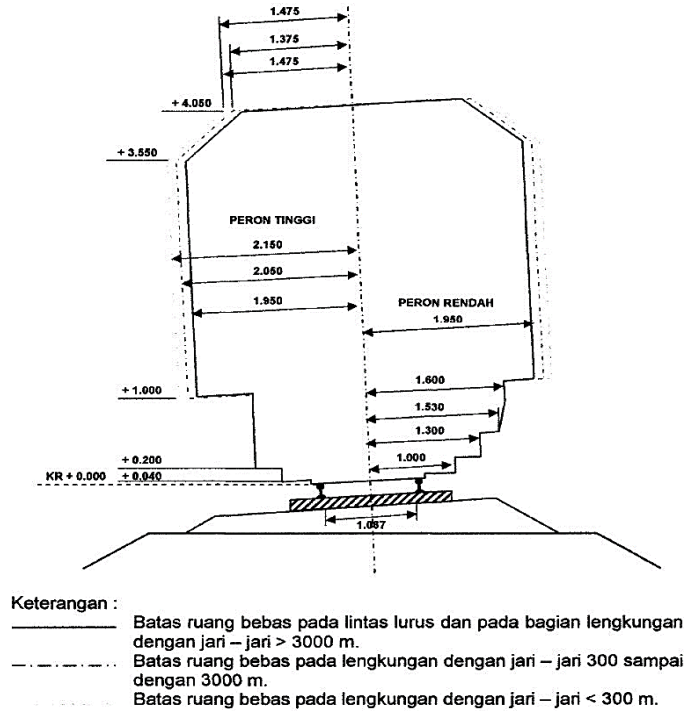 1.475
1.375
1.475
+ 4.050
+ 3.550
PERON TINGGI
2.150
2.050
1.950
PERON RENDAH
1.950
+ 1.000
1.600
1.530
1.300
1.000
+ 0.200
KR + 0.000
+ 0.040
1.067
Keterangan :
Batas ruang bebas pada lintas lurus dan pada bagian lengkungan
dengan jari – jari > 3000 m.
Batas ruang bebas pada lengkungan dengan jari – jari 300 sampai
dengan 3000 m.
Batas ruang bebas pada lengkungan dengan jari – jari < 300 m.